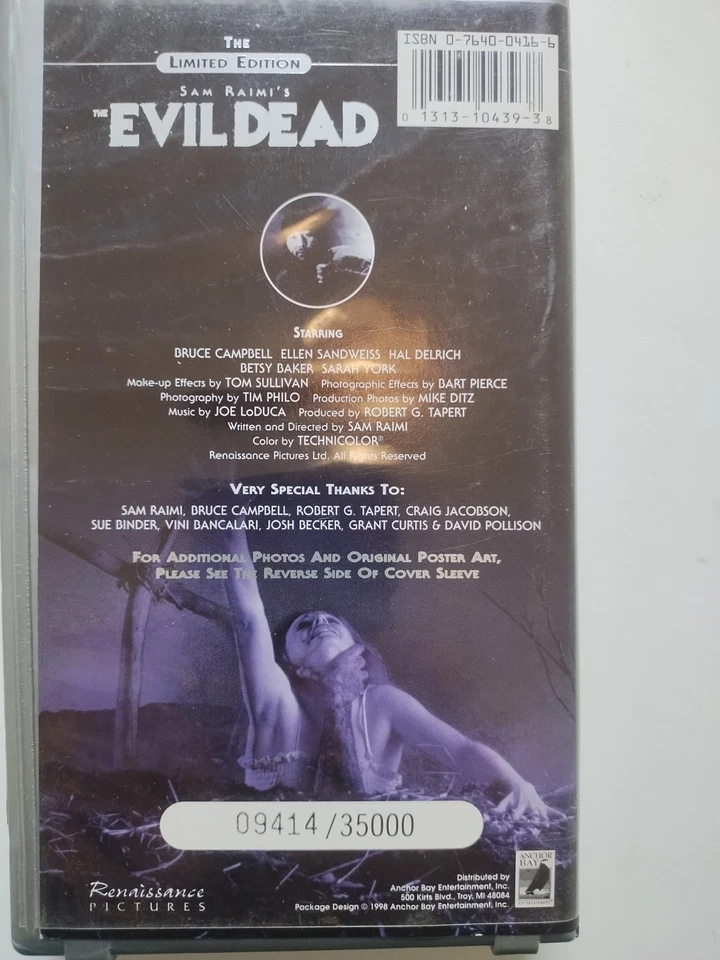 The
Limited Edition
ISBN 0-7640-0416-6
0 1313-10439-3 8
Sam Raimi's
THE EVIL DEAD
Starring
BRUCE CAMPBELL ELLEN SANDWEISS HAL DELRICH
BETSY BAKER SARAH YORK
Make-up Effects by TOM SULLIVAN Photographic Effects by BART PIERCE
Photography by TIM PHILO Production Photos by MIKE DITZ
Music by JOE LoDUCA Produced by ROBERT G. TAPERT
Written and Directed by SAM RAIMI
Color by TECHNICOLOR®
Renaissance Pictures Ltd. All Rights Reserved
Very Special Thanks To:
SAM RAIMI, BRUCE CAMPBELL, ROBERT G. TAPERT, CRAIG JACOBSON,
SUE BINDER, VINI BANCALARI, JOSH BECKER, GRANT CURTIS & DAVID POLLISON
For Additional Photos And Original Poster Art,
Please See The Reverse Side Of Cover Sleeve
09414/35000
Renaissance
PICTURES
Distributed by
Anchor Bay Entertainment, Inc.
500 Kirts Blvd., Troy, MI 48084
Package Design © 1998 Anchor Bay Entertainment, Inc.
ANCHOR
BAY
ENTERTAINMENT